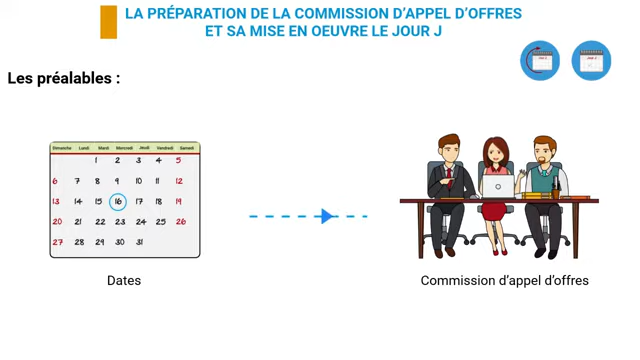 LA PRÉPARATION DE LA COMMISSION D'APPEL D'OFFRES
ET SA MISE EN OEUVRE LE JOUR J
Les préalables :
Dimanche Lundi Mardi Mercredi Jeudi Vendredi Samedi
1 2 3 4 5
6 7 8 9 10 11 12
13 14 15 16 17 18 19
20 21 22 23 24 25 26
27 28 29 30 31
Dates
Commission d'appel d'offres